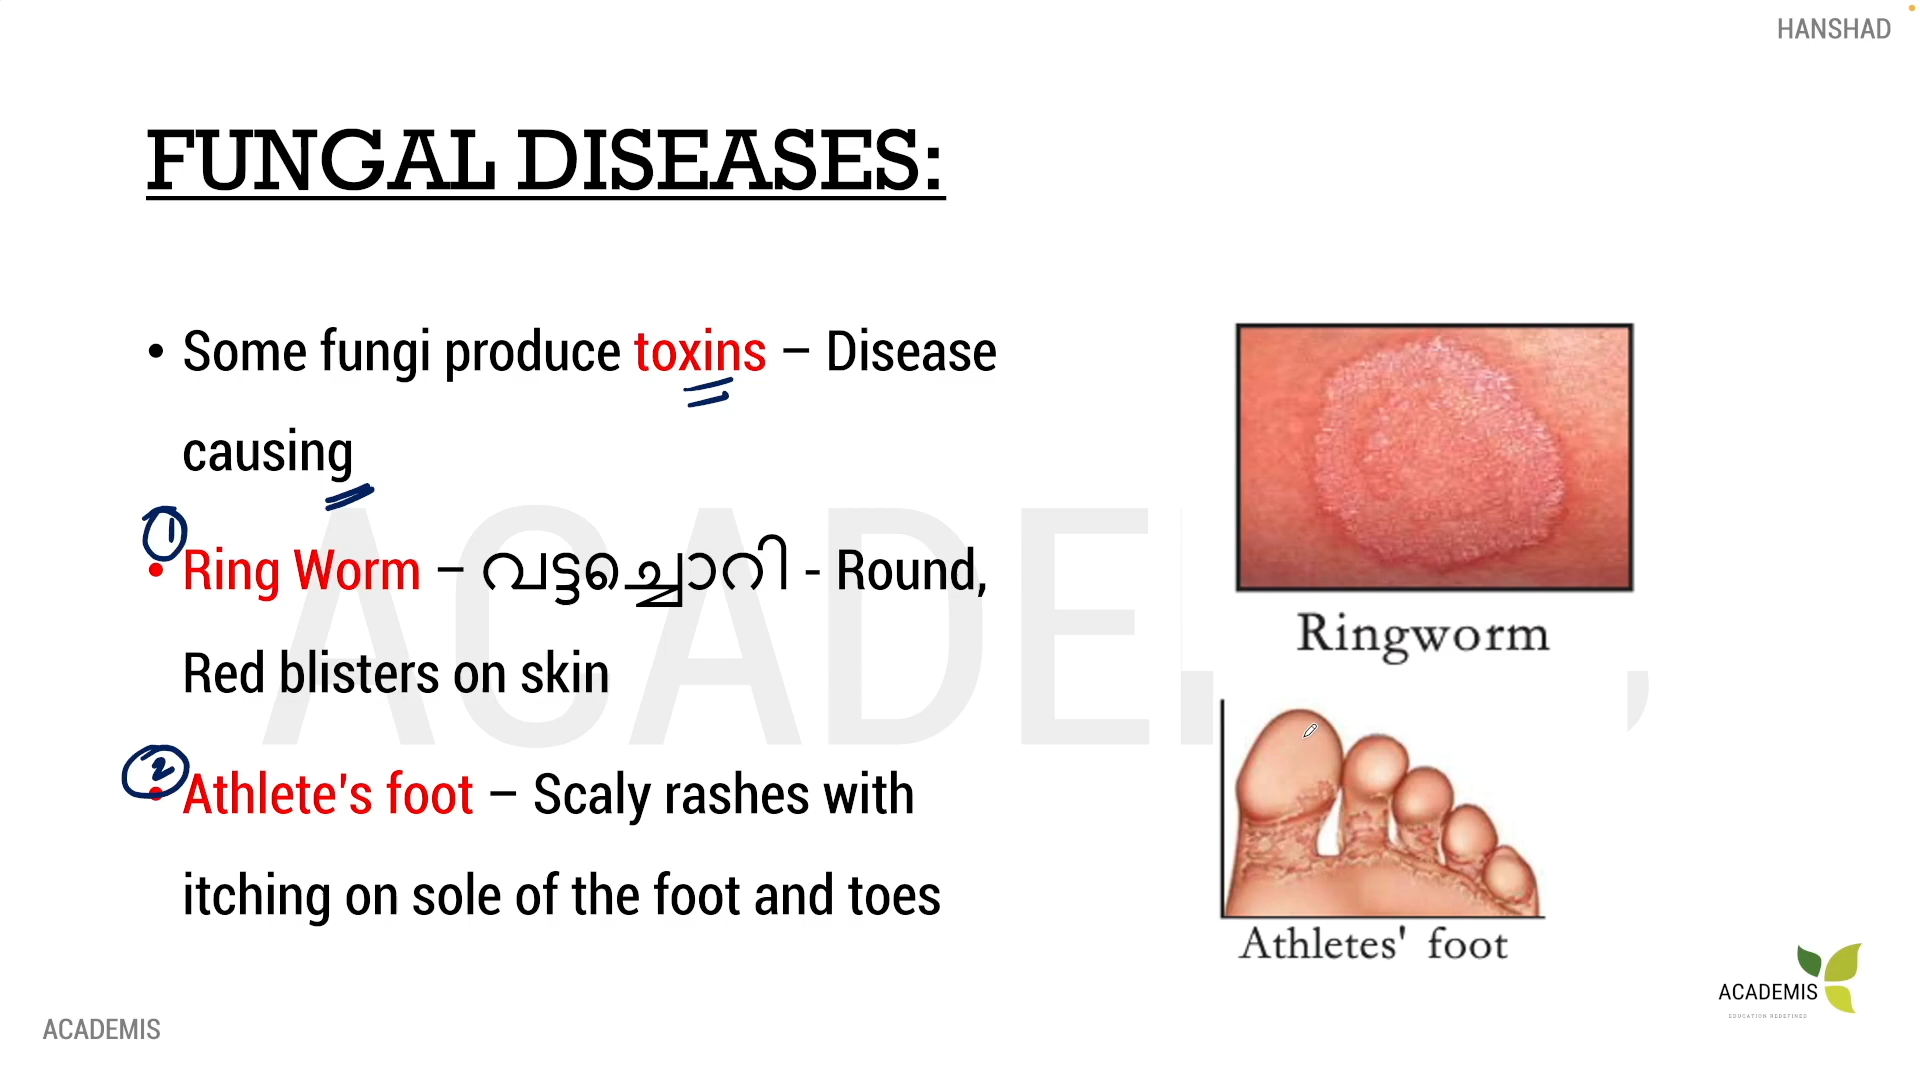 HANSHAD
FUNGAL DISEASES:
• Some fungi produce toxins – Disease
causing
1
• Ring Worm – വട്ടച്ചൊറി - Round,
Red blisters on skin
2
• Athlete's foot – Scaly rashes with
itching on sole of the foot and toes
Ringworm
Athletes' foot
ACADEMIS
EDUCATION REDEFINED
ACADEMIS